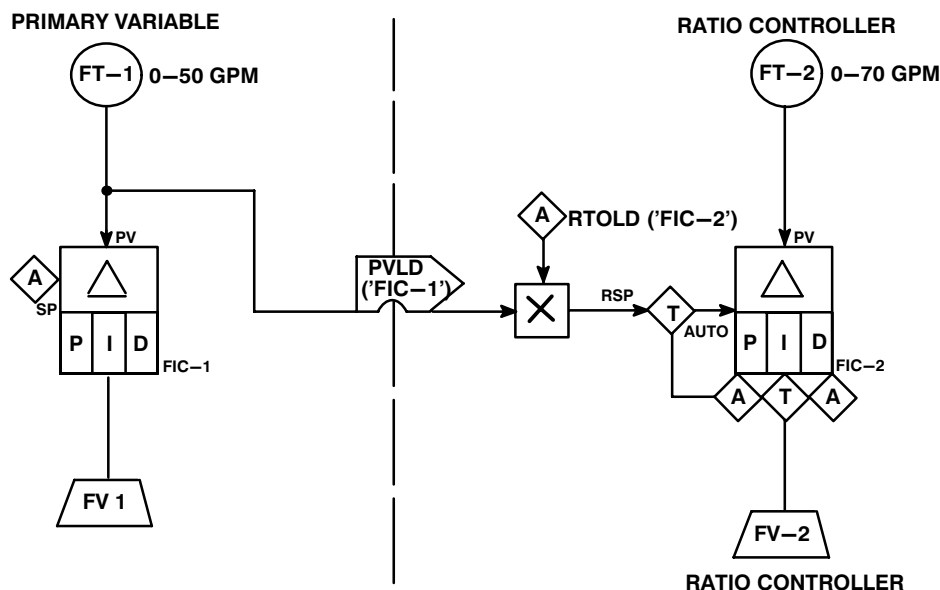 PRIMARY VARIABLE
FT–1 0–50 GPM
RATIO CONTROLLER
FT–2 0–70 GPM
A
RTOLD ('FIC–2')
PV
PV
A
SP
PVLD
('FIC–1')
RSP
T
AUTO
P I D
FIC–1
P I D
FIC–2
A T A
FV 1
FV–2
RATIO CONTROLLER